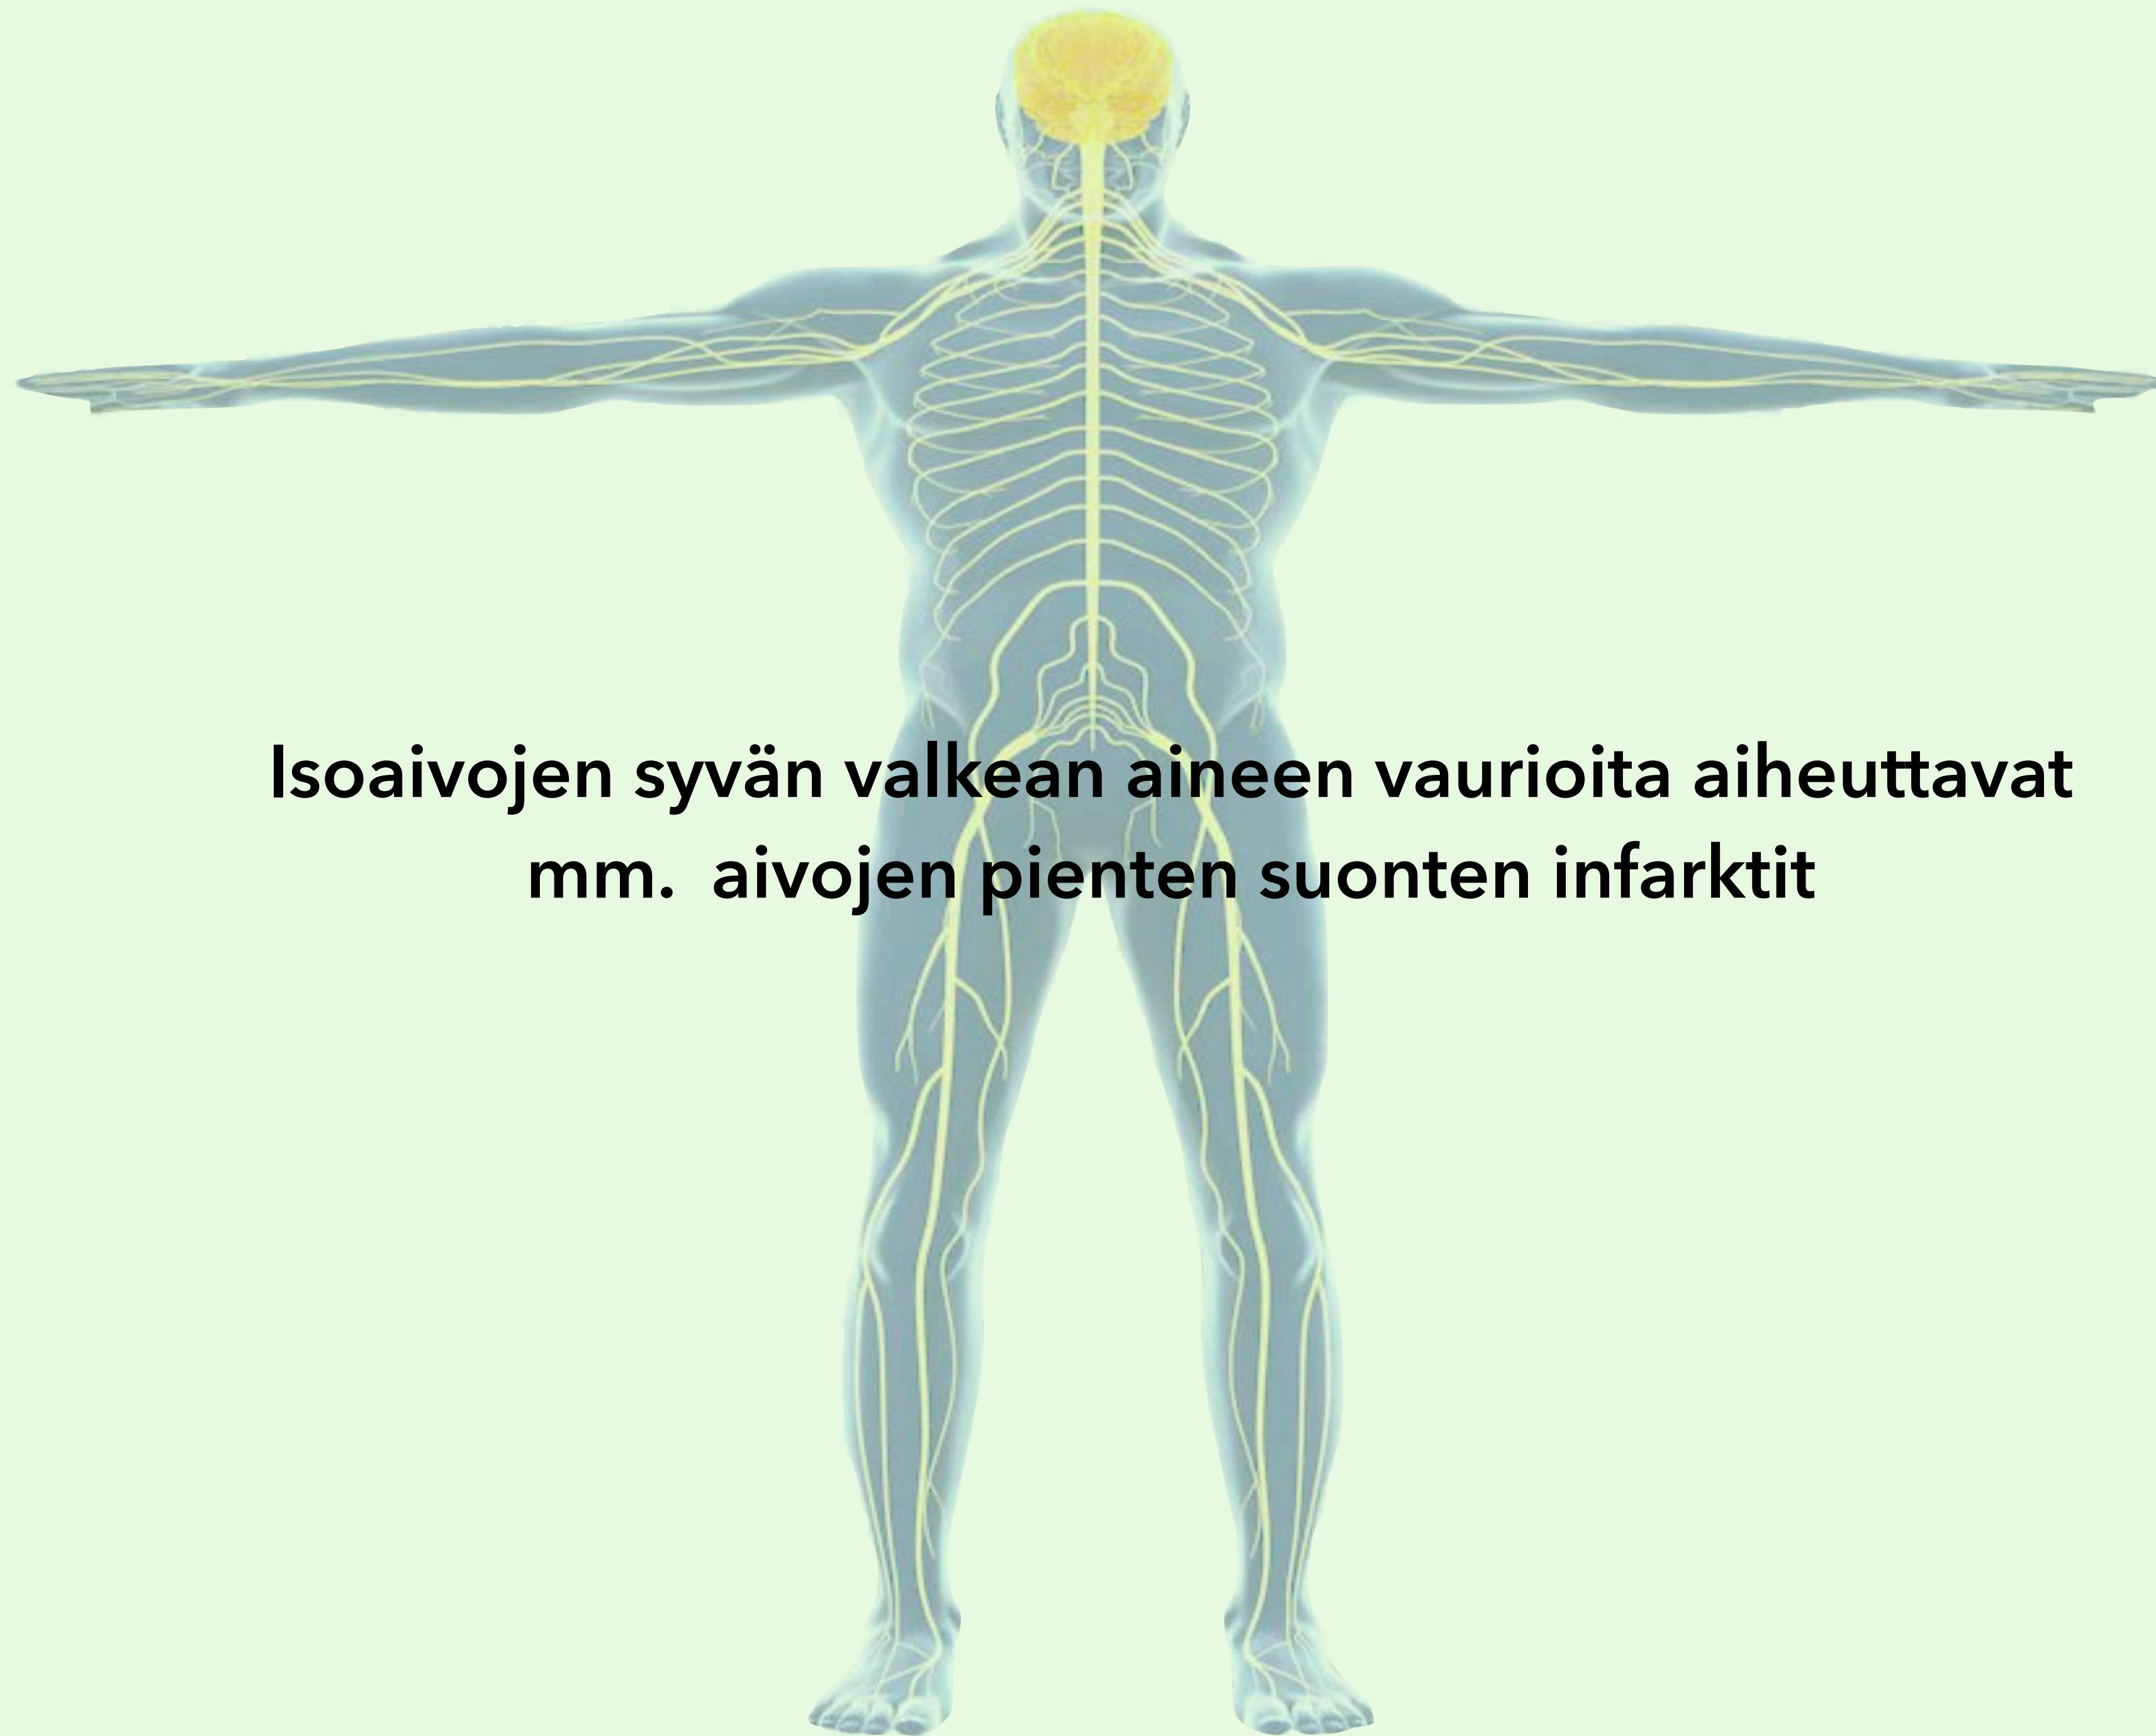 Isoaivojen syvän valkean aineen vaurioita aiheuttavat
mm. aivojen pienten suonten infarktit